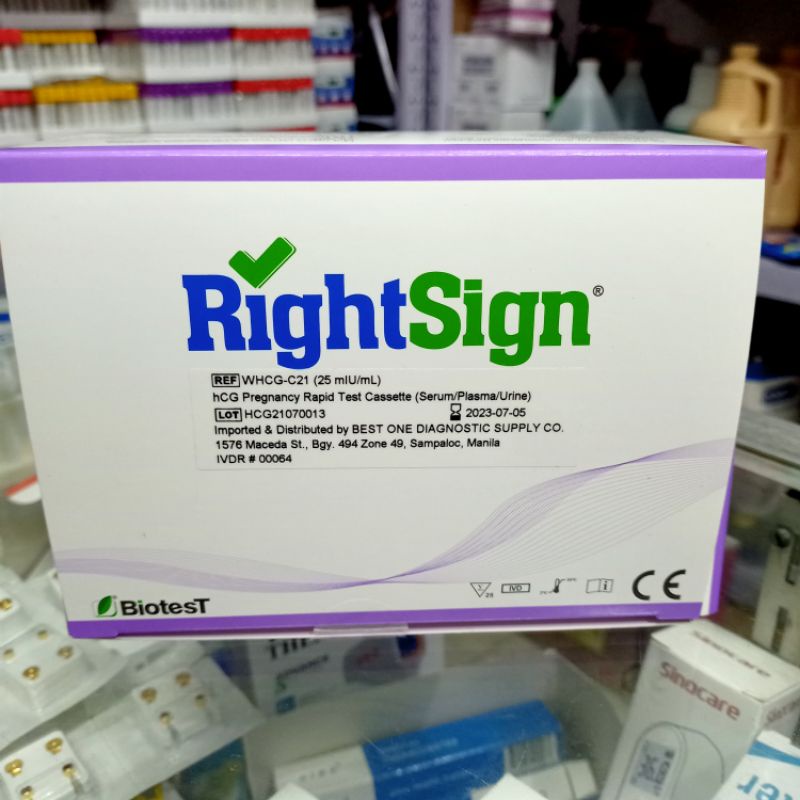 RightSign®
REF WHCG-C21 (25 mIU/mL)
hCG Pregnancy Rapid Test Cassette (Serum/Plasma/Urine)
LOT HCG21070013 2023-07-05
Imported & Distributed by BEST ONE DIAGNOSTIC SUPPLY CO.
1576 Maceda St., Bgy. 494 Zone 49, Sampaloc, Manila
IVDR # 00064
BiotesT
IVD
CE
Sinocare